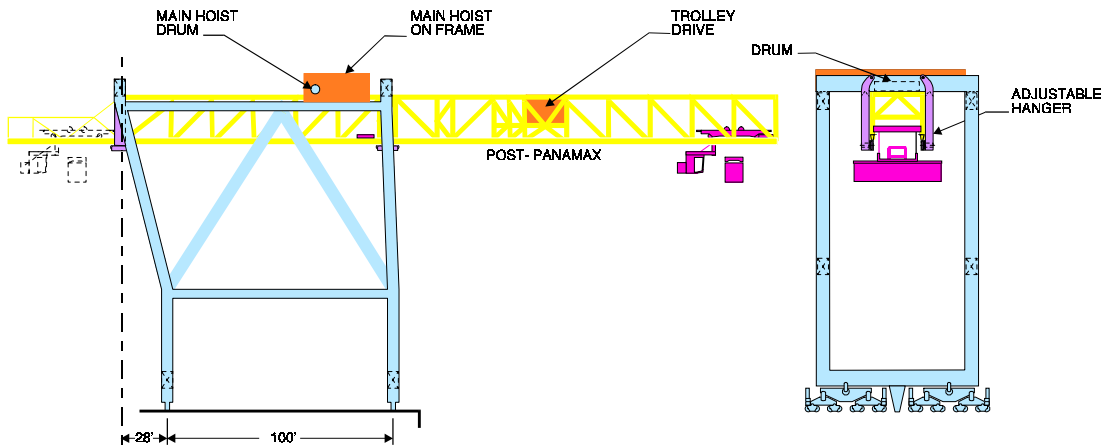 MAIN HOIST
DRUM
MAIN HOIST
ON FRAME
TROLLEY
DRIVE
DRUM
ADJUSTABLE
HANGER
POST- PANAMAX
28'
100'